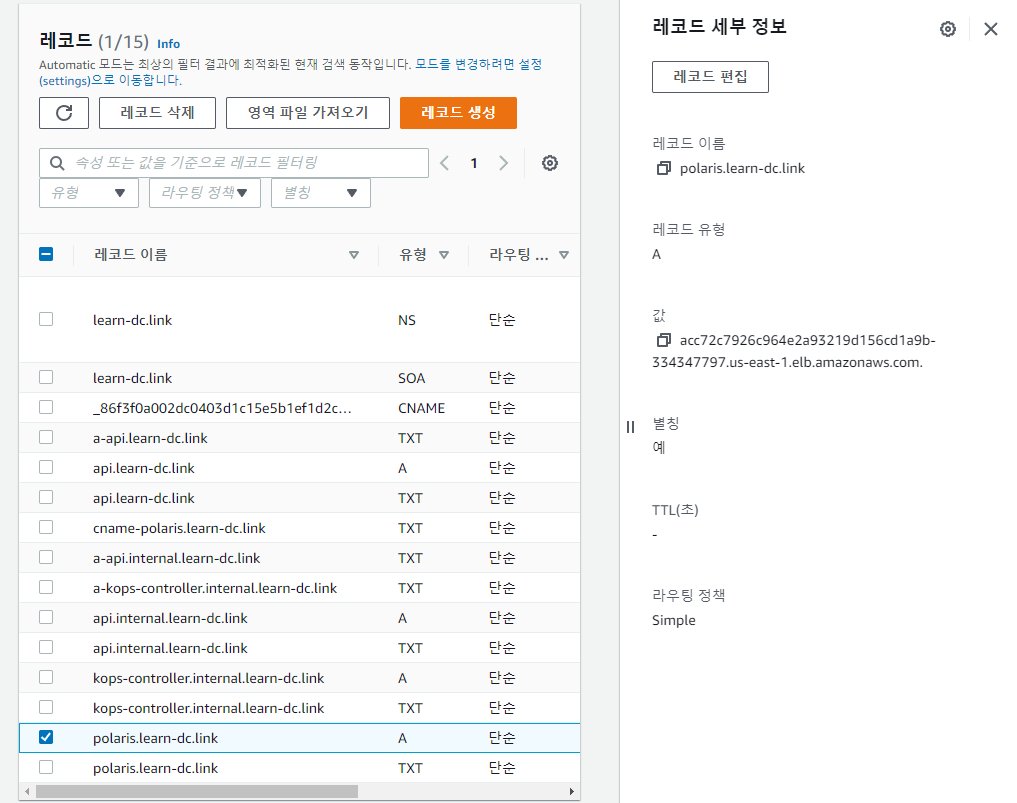 레코드 (1/15) Info
Automatic 모드는 최상의 필터 결과에 최적화된 현재 검색 동작입니다. 모드를 변경하려면 설정
(settings)으로 이동합니다.
레코드 삭제 영역 파일 가져오기 레코드 생성
속성 또는 값을 기준으로 레코드 필터링 1
유형 라우팅 정책 별칭
레코드 이름 유형 라우팅 ...
learn-dc.link NS 단순
learn-dc.link SOA 단순
_86f3f0a002dc0403d1c15e5b1ef1d2c... CNAME 단순
a-api.learn-dc.link TXT 단순
api.learn-dc.link A 단순
api.learn-dc.link TXT 단순
cname-polaris.learn-dc.link TXT 단순
a-api.internal.learn-dc.link TXT 단순
a-kops-controller.internal.learn-dc.link TXT 단순
api.internal.learn-dc.link A 단순
api.internal.learn-dc.link TXT 단순
kops-controller.internal.learn-dc.link A 단순
kops-controller.internal.learn-dc.link TXT 단순
polaris.learn-dc.link A 단순
polaris.learn-dc.link TXT 단순
레코드 세부 정보
레코드 편집
레코드 이름
polaris.learn-dc.link
레코드 유형
A
값
acc72c7926c964e2a93219d156cd1a9b-
334347797.us-east-1.elb.amazonaws.com.
별칭
예
TTL(초)
-
라우팅 정책
Simple